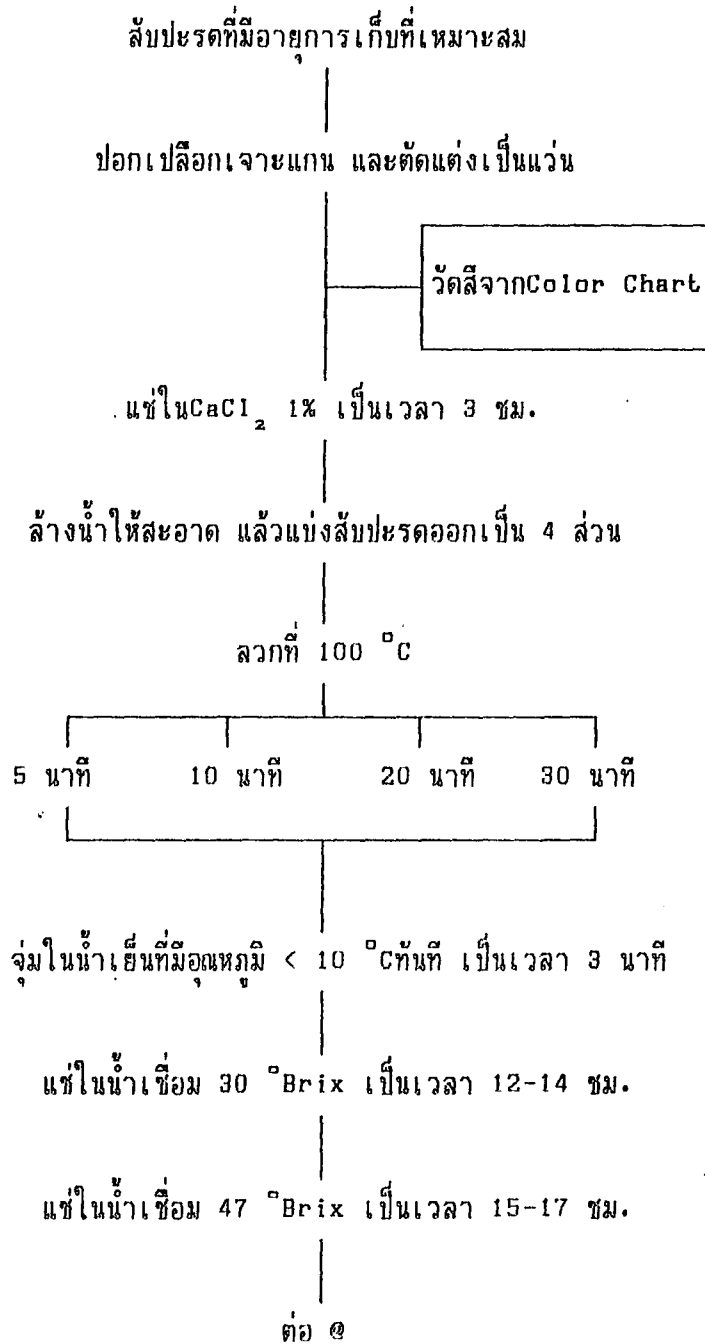 สับปะรดที่มีอายุการเก็บที่เหมาะสม
ปอกเปลือกเจาะแกน และตัดแต่งเป็นแว่น
วัดสีจากColor Chart
แช่ในCaCl₂ 1% เป็นเวลา 3 ชม.
ล้างน้ำให้สะอาด แล้วแบ่งสับปะรดออกเป็น 4 ส่วน
ลวกที่ 100 °C
5 นาที 10 นาที 20 นาที 30 นาที
จุ่มในน้ำเย็นที่มีอุณหภูมิ < 10 °Cทันที เป็นเวลา 3 นาที
แช่ในน้ำเชื่อม 30 °Brix เป็นเวลา 12-14 ชม.
แช่ในน้ำเชื่อม 47 °Brix เป็นเวลา 15-17 ชม.
ต่อ @